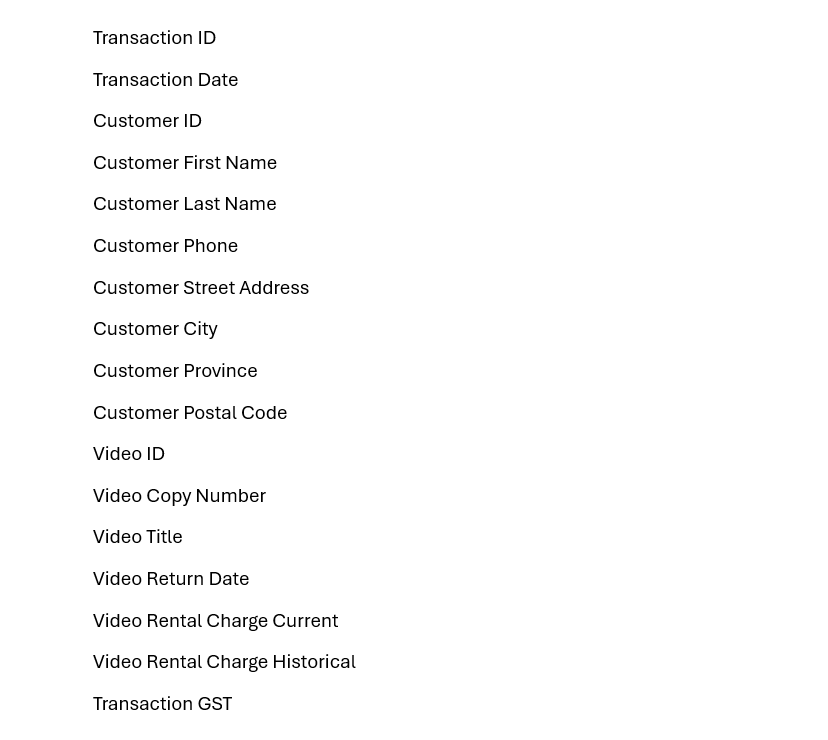 Transaction ID
Transaction Date
Customer ID
Customer First Name
Customer Last Name
Customer Phone
Customer Street Address
Customer City
Customer Province
Customer Postal Code
Video ID
Video Copy Number
Video Title
Video Return Date
Video Rental Charge Current
Video Rental Charge Historical
Transaction GST